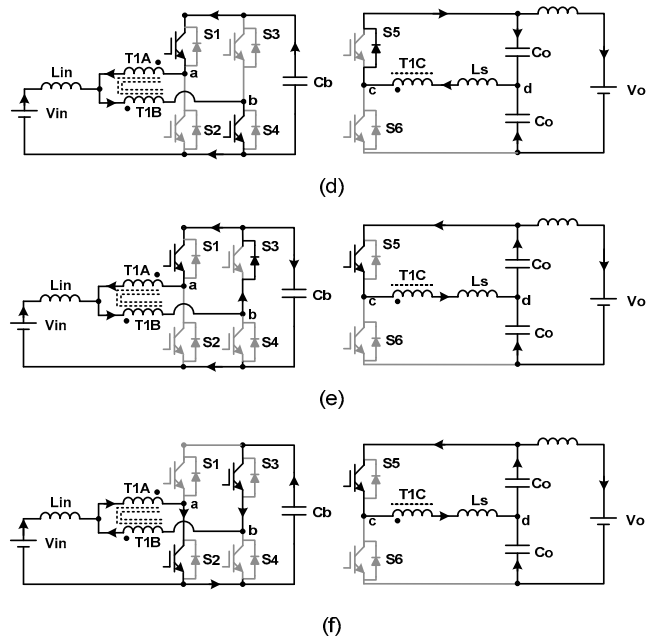 S1 S3 S5
T1A a Cb Co
Lin T1C Ls
b c d
Vin T1B Vo
S2 S4 S6 Co
(d)
S1 S3 S5
T1A a Cb Co
Lin T1C Ls
b c d
Vin T1B Vo
S2 S4 S6 Co
(e)
S1 S3 S5
T1A a Cb Co
Lin T1C Ls
b c d
Vin T1B Vo
S2 S4 S6 Co
(f)